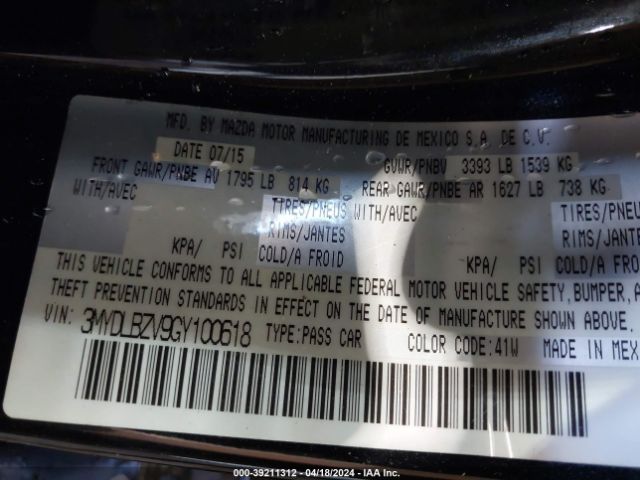 MFD. BY MAZDA MOTOR MANUFACTURING DE MEXICO S.A. DE C.V.
DATE 07/15 GVWR/PNBV 3393 LB 1539 KG
FRONT GAWR/PNBE AV 1795 LB 814 KG REAR GAWR/PNBE AR 1627 LB 738 KG
WITH/AVEC TIRES/PNEUS WITH/AVEC TIRES/PNEU
RIMS/JANTES RIMS/JANTE
KPA/ PSI COLD/A FROID KPA/ PSI COLD/A FROI
THIS VEHICLE CONFORMS TO ALL APPLICABLE FEDERAL MOTOR VEHICLE SAFETY, BUMPER, A
THEFT PREVENTION STANDARDS IN EFFECT ON THE DATE OF MANUFACTURE SHOWN ABOVE.
VIN: 3MYDLBZV9GY100618 TYPE:PASS CAR COLOR CODE:41W MADE IN MEX
000-39211312 - 04/18/2024 - IAA Inc.